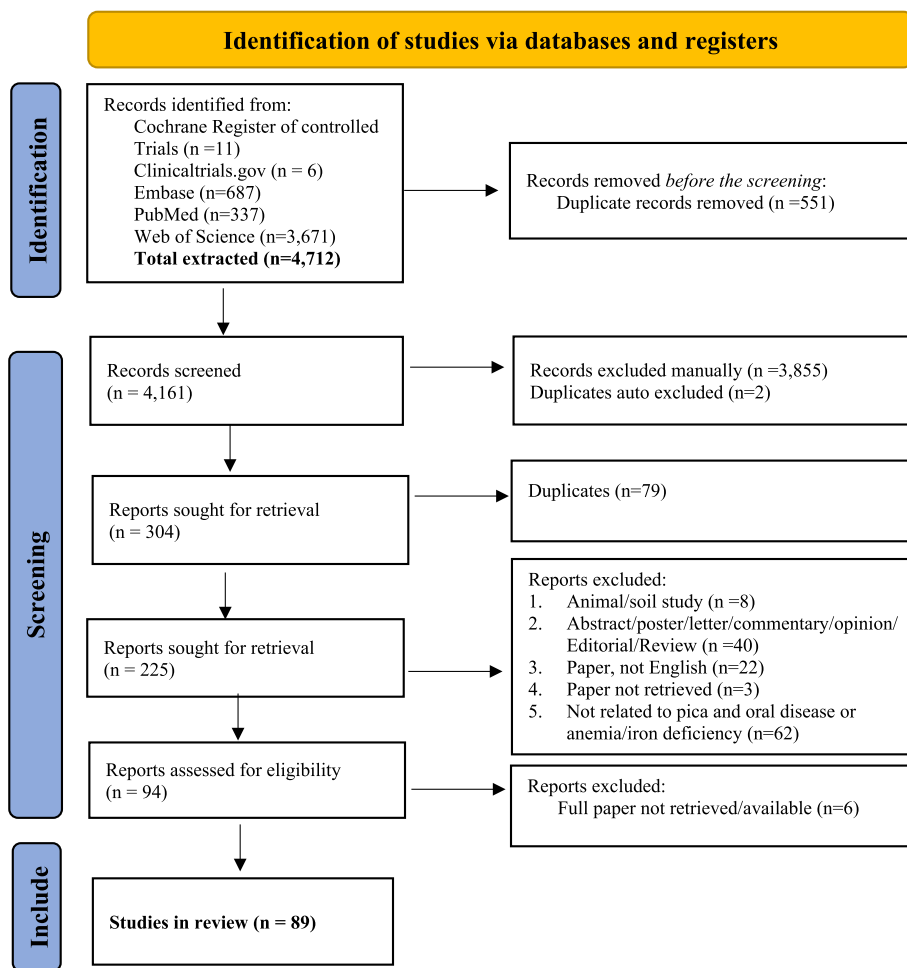 Identification of studies via databases and registers
Identification
Records identified from:
Cochrane Register of controlled
Trials (n =11)
Clinicaltrials.gov (n = 6)
Embase (n=687)
PubMed (n=337)
Web of Science (n=3,671)
Total extracted (n=4,712)
Records removed before the screening:
Duplicate records removed (n =551)
Screening
Records screened
(n = 4,161)
Records excluded manually (n =3,855)
Duplicates auto excluded (n=2)
Reports sought for retrieval
(n = 304)
Duplicates (n=79)
Reports sought for retrieval
(n = 225)
Reports excluded:
1. Animal/soil study (n =8)
2. Abstract/poster/letter/commentary/opinion/
Editorial/Review (n =40)
3. Paper, not English (n=22)
4. Paper not retrieved (n=3)
5. Not related to pica and oral disease or
anemia/iron deficiency (n=62)
Reports assessed for eligibility
(n = 94)
Reports excluded:
Full paper not retrieved/available (n=6)
Include
Studies in review (n = 89)